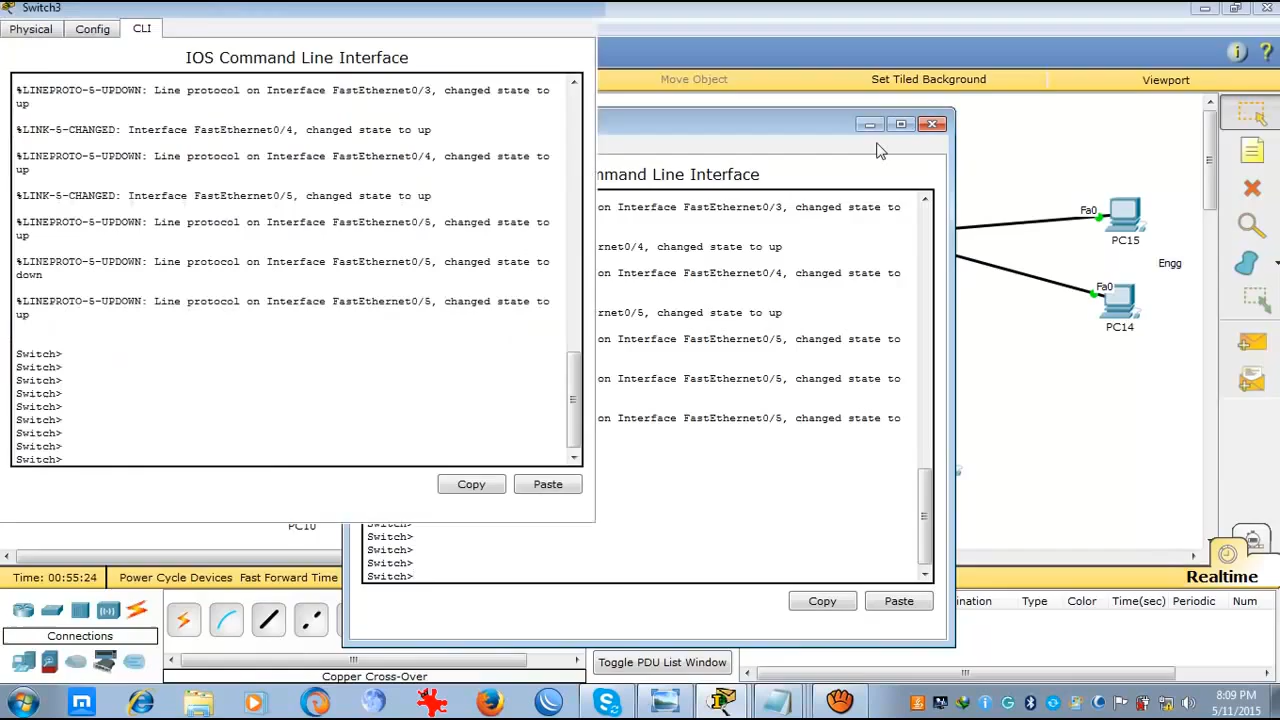 Switch3
Physical
Config
CLI
IOS Command Line Interface
%LINEPROTO-5-UPDOWN: Line protocol on Interface FastEthernet0/3, changed state to
up
%LINK-5-CHANGED: Interface FastEthernet0/4, changed state to up
%LINEPROTO-5-UPDOWN: Line protocol on Interface FastEthernet0/4, changed state to
up
%LINK-5-CHANGED: Interface FastEthernet0/5, changed state to up
%LINEPROTO-5-UPDOWN: Line protocol on Interface FastEthernet0/5, changed state to
up
%LINEPROTO-5-UPDOWN: Line protocol on Interface FastEthernet0/5, changed state to
down
%LINEPROTO-5-UPDOWN: Line protocol on Interface FastEthernet0/5, changed state to
up
Switch>
Switch>
Switch>
Switch>
Switch>
Switch>
Switch>
Switch>
Switch>
Copy
Paste
Move Object
Set Tiled Background
Viewport
mmand Line Interface
on Interface FastEthernet0/3, changed state to
rnet0/4, changed state to up
on Interface FastEthernet0/4, changed state to
rnet0/5, changed state to up
on Interface FastEthernet0/5, changed state to
on Interface FastEthernet0/5, changed state to
on Interface FastEthernet0/5, changed state to
Switch>
Switch>
Switch>
Switch>
Switch>
Copy
Paste
Fa0
PC15
Engg
Fa0
PC14
PC10
Time: 00:55:24
Power Cycle Devices
Fast Forward Time
Realtime
Connections
Copper Cross-Over
Toggle PDU List Window
ination
Type
Color
Time(sec)
Periodic
Num
8:09 PM
5/11/2015